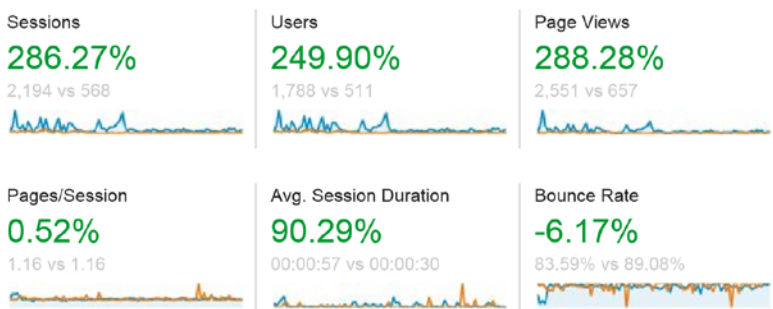 Sessions
286.27%
2,194 vs 568
Users
249.90%
1,788 vs 511
Page Views
288.28%
2,551 vs 657
Pages/Session
0.52%
1.16 vs 1.16
Avg. Session Duration
90.29%
00:00:57 vs 00:00:30
Bounce Rate
-6.17%
83.59% vs 89.08%